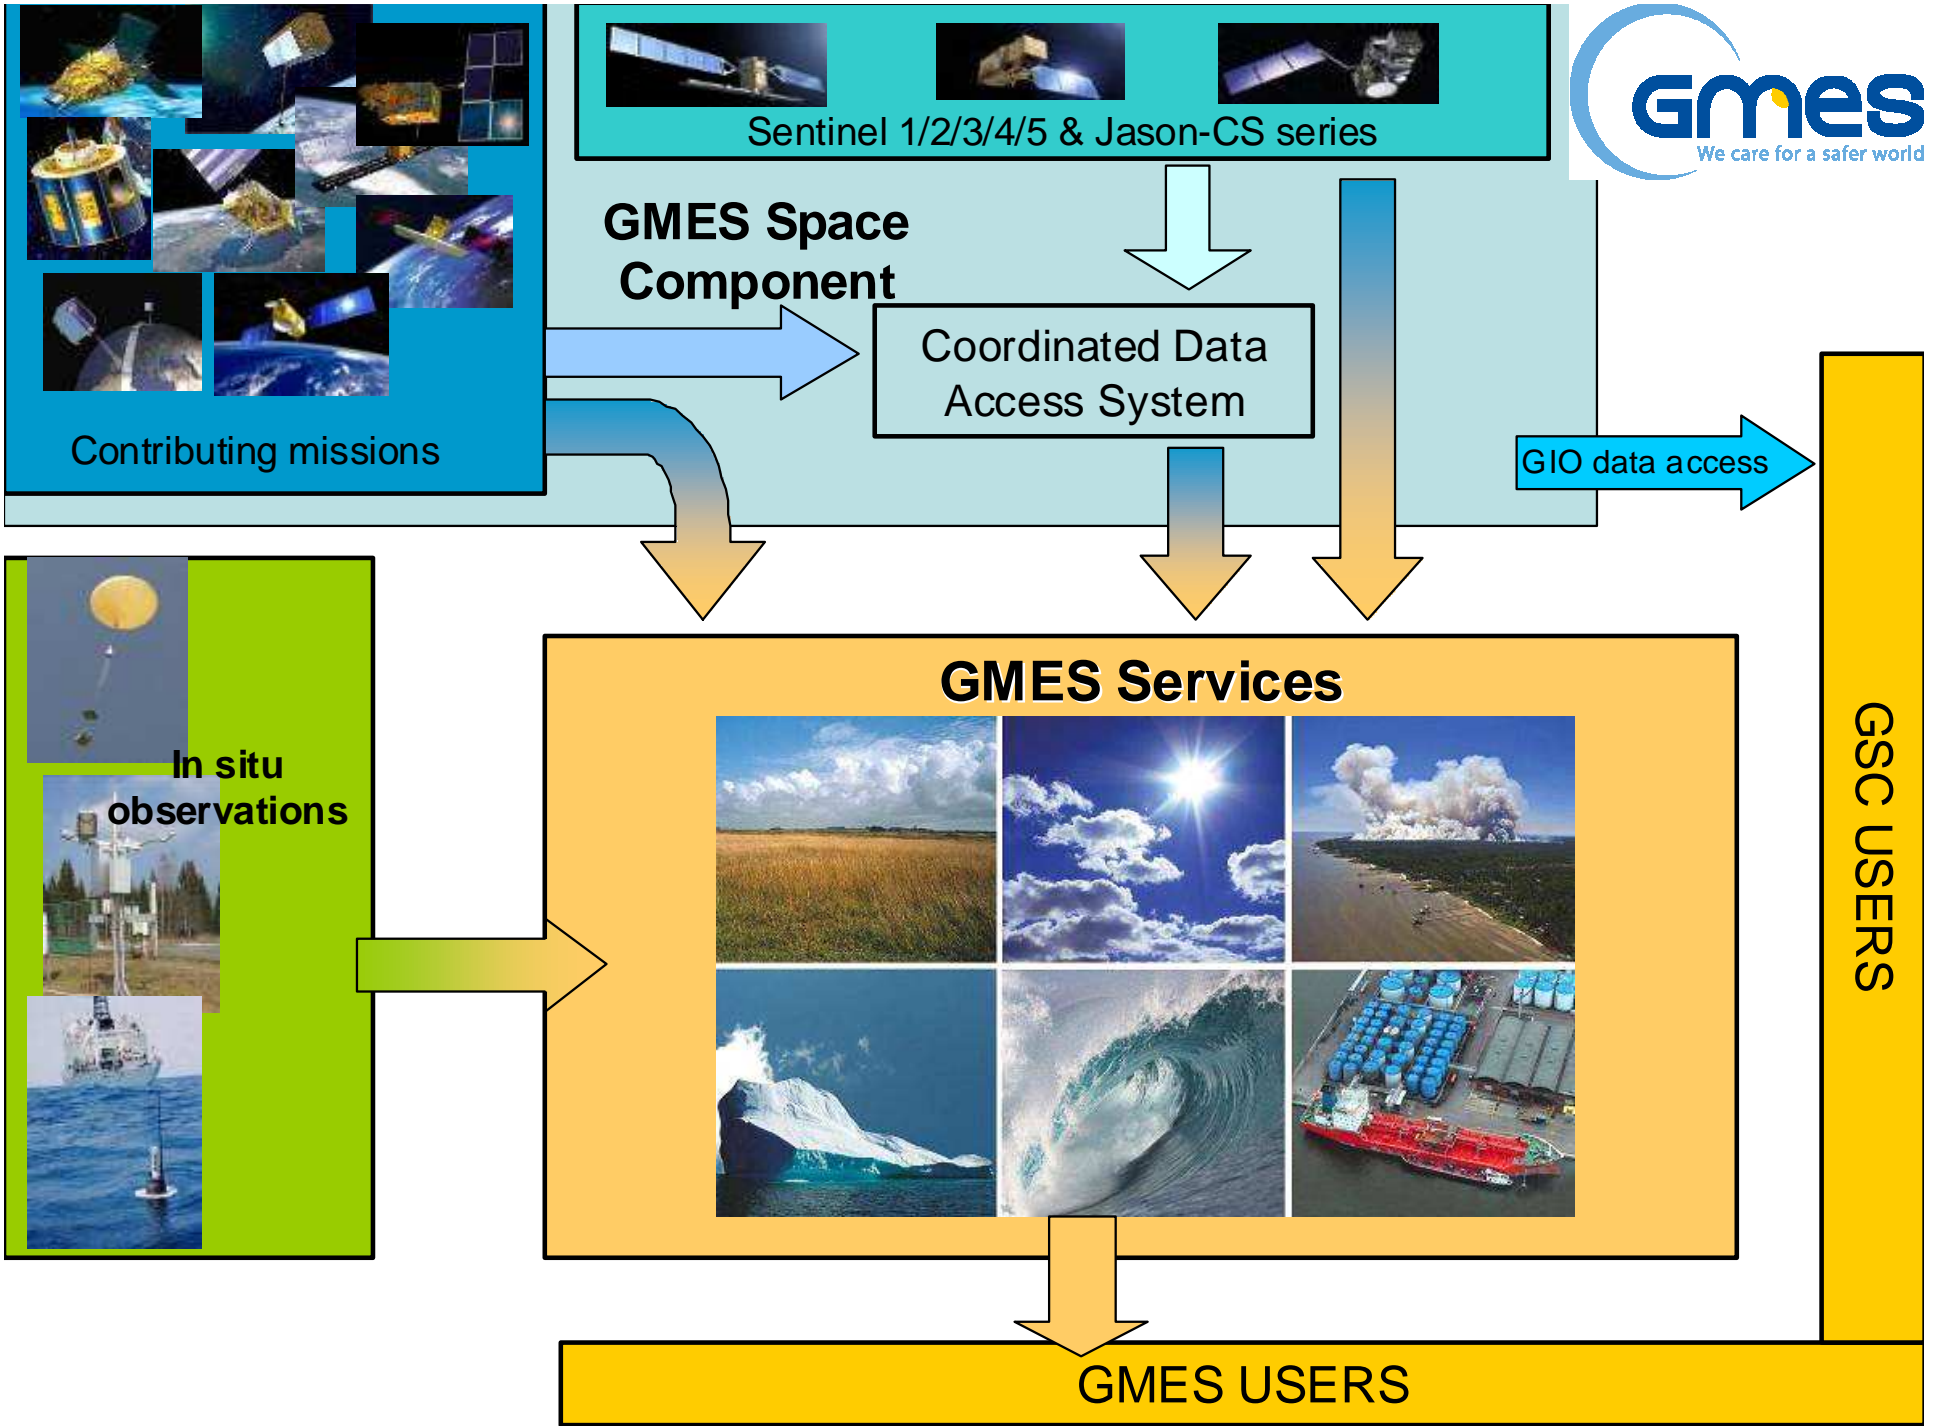 Sentinel 1/2/3/4/5 & Jason-CS series
GMES
We care for a safer world
GMES Space
Component
Coordinated Data
Access System
Contributing missions
GIO data access
In situ
observations
GMES Services
GSC USERS
GMES USERS